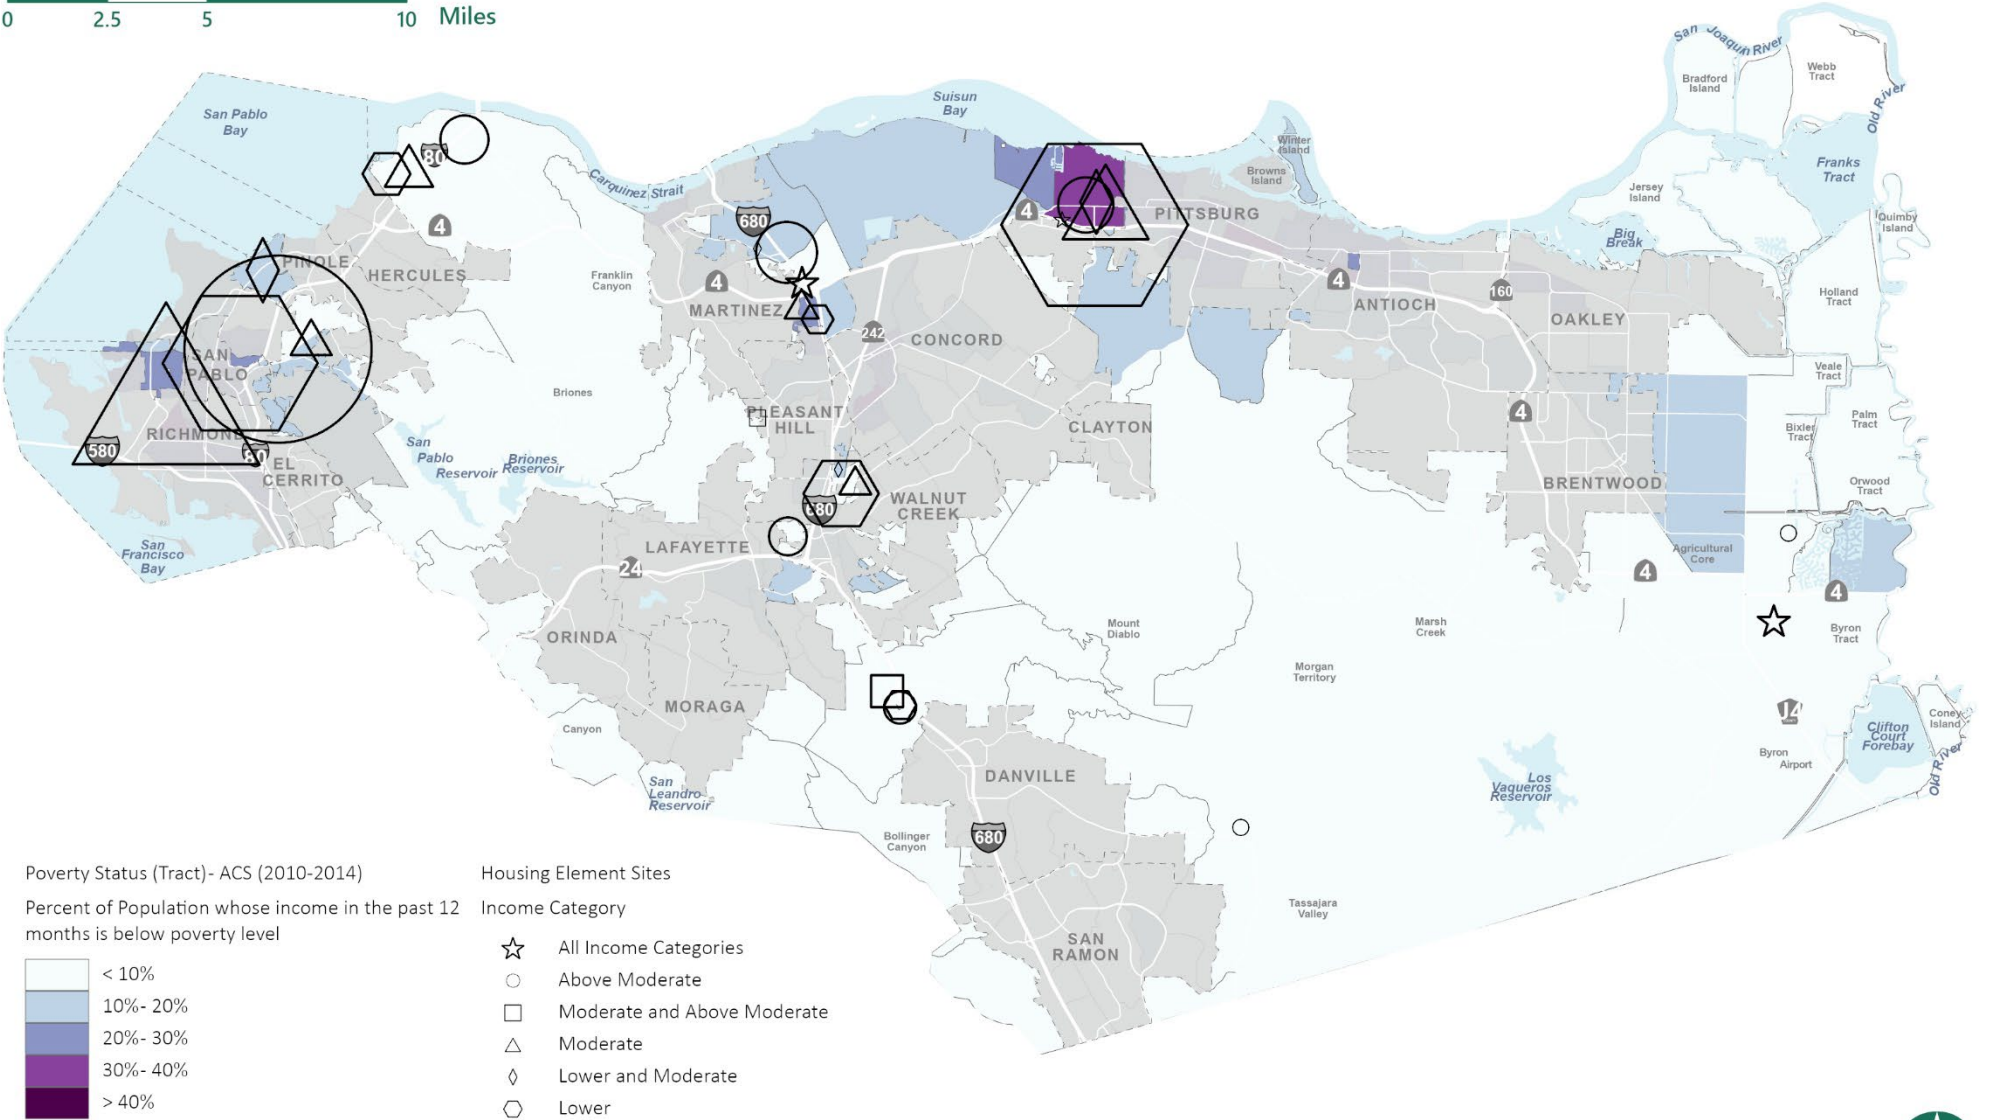 0 2.5 5 10 Miles
San Joaquin River
Webb
Tract
Bradford
Island
Old River
Suisun
Bay
San Pablo
Bay
Winter
Island
Franks
Tract
80
Browns
Island
Carquinez Strait
Jersey
Island
4
PITTSBURG
680
Quimby
Island
4
Big
Break
PINOLE
HERCULES
Franklin
Canyon
4
4
160
Holland
Tract
MARTINEZ
ANTIOCH
OAKLEY
242
CONCORD
SAN
PABLO
Veale
Tract
Briones
PLEASANT
HILL
4
Palm
Tract
CLAYTON
Bixler
Tract
RICHMOND
580
80
San
Pablo
Reservoir
Briones
Reservoir
EL
CERRITO
BRENTWOOD
Orwood
Tract
WALNUT
CREEK
680
San
Francisco
Bay
LAFAYETTE
24
Agricultural
Core
4
4
ORINDA
Mount
Diablo
Marsh
Creek
Byron
Tract
Morgan
Territory
MORAGA
Canyon
J4
Coney
Island
Clifton
Court
Forebay
Byron
Airport
Old River
DANVILLE
San
Leandro
Reservoir
Los
Vaqueros
Reservoir
Bollinger
Canyon
680
Tassajara
Valley
SAN
RAMON
Poverty Status (Tract)- ACS (2010-2014)
Percent of Population whose income in the past 12
months is below poverty level
< 10%
10%- 20%
20%- 30%
30%- 40%
> 40%
Housing Element Sites
Income Category
All Income Categories
Above Moderate
Moderate and Above Moderate
Moderate
Lower and Moderate
Lower